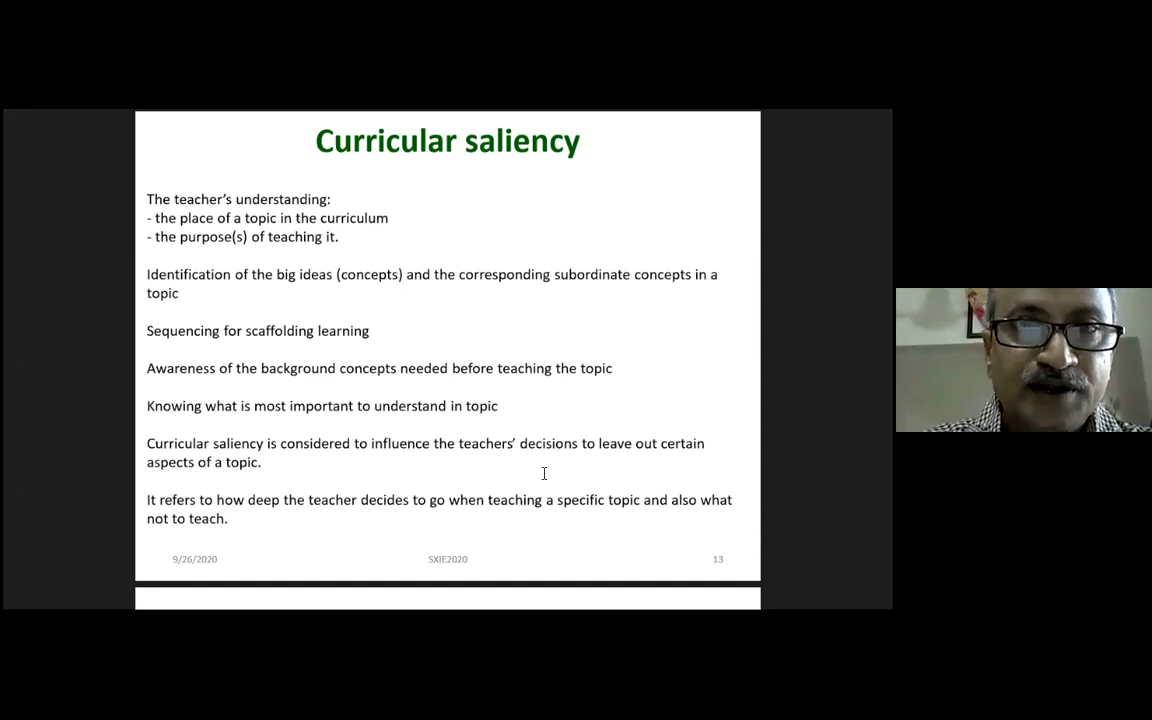 Curricular saliency
The teacher’s understanding:
- the place of a topic in the curriculum
- the purpose(s) of teaching it.
Identification of the big ideas (concepts) and the corresponding subordinate concepts in a
topic
Sequencing for scaffolding learning
Awareness of the background concepts needed before teaching the topic
Knowing what is most important to understand in topic
Curricular saliency is considered to influence the teachers’ decisions to leave out certain
aspects of a topic.
It refers to how deep the teacher decides to go when teaching a specific topic and also what
not to teach.
9/26/2020 SXIE2020 13